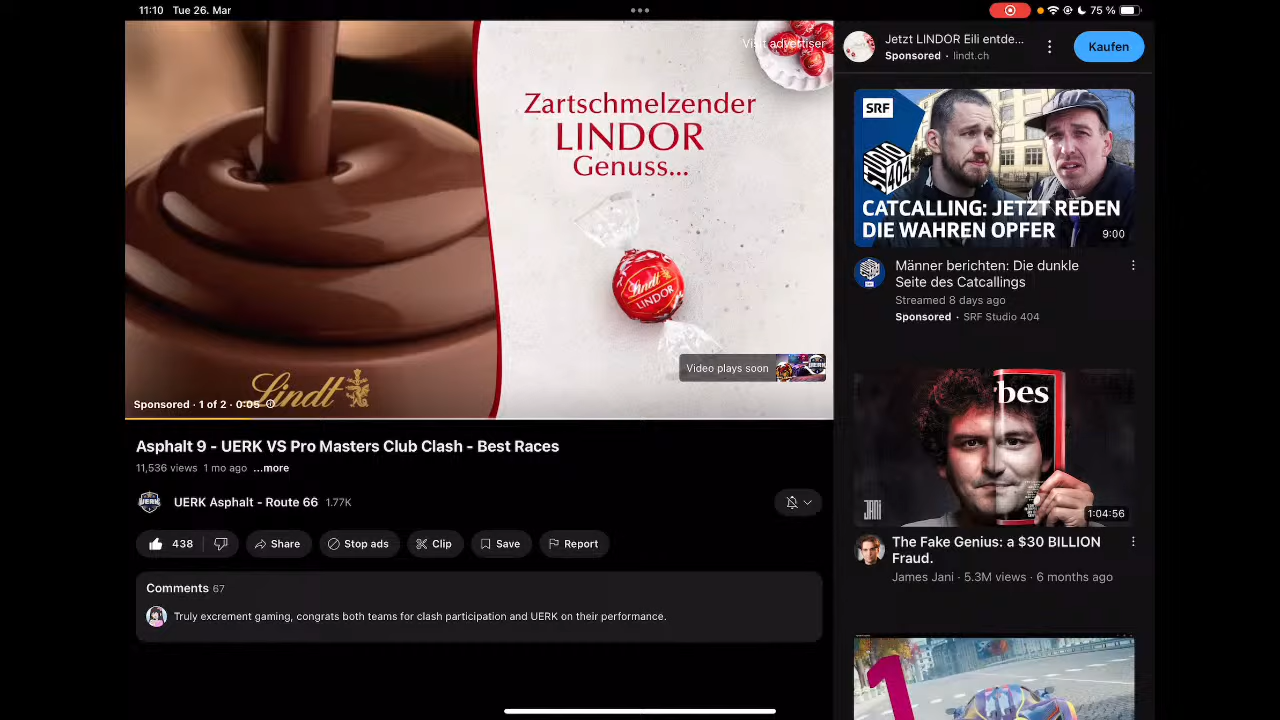 11:10 Tue 26. Mar
75 %
Visit advertiser
Zartschmelzender
LINDOR
Genuss...
Lindt
LINDOR
Video plays soon
UERK
Lindt
Sponsored · 1 of 2 · 0:05
Asphalt 9 - UERK VS Pro Masters Club Clash - Best Races
11,536 views 1 mo ago ...more
UERK
UERK Asphalt - Route 66 1.77K
438
Share
Stop ads
Clip
Save
Report
Comments 67
Truly excrement gaming, congrats both teams for clash participation and UERK on their performance.
Jetzt LINDOR Eili entde...
Sponsored · lindt.ch
Kaufen
SRF
STUDIO
404
CATCALLING: JETZT REDEN
DIE WAHREN OPFER
9:00
Männer berichten: Die dunkle
Seite des Catcallings
Streamed 8 days ago
Sponsored · SRF Studio 404
rbes
JANI
1:04:56
The Fake Genius: a $30 BILLION
Fraud.
James Jani · 5.3M views · 6 months ago
1